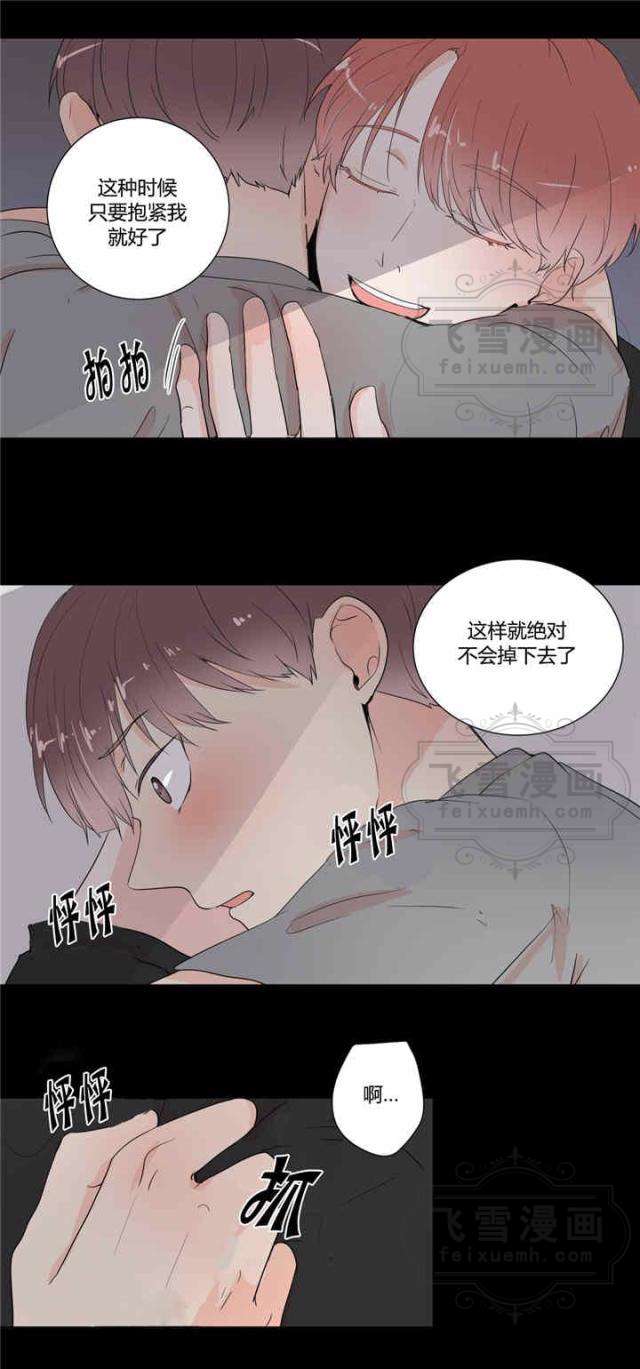 这种时候
只要抱紧我
就好了
拍拍
飞雪漫画
feixuemh.com
这样就绝对
不会掉下去了
飞雪漫画
feixuemh.com
怦怦
怦怦
怦怦
啊...
抓
飞雪漫画
feixuemh.com